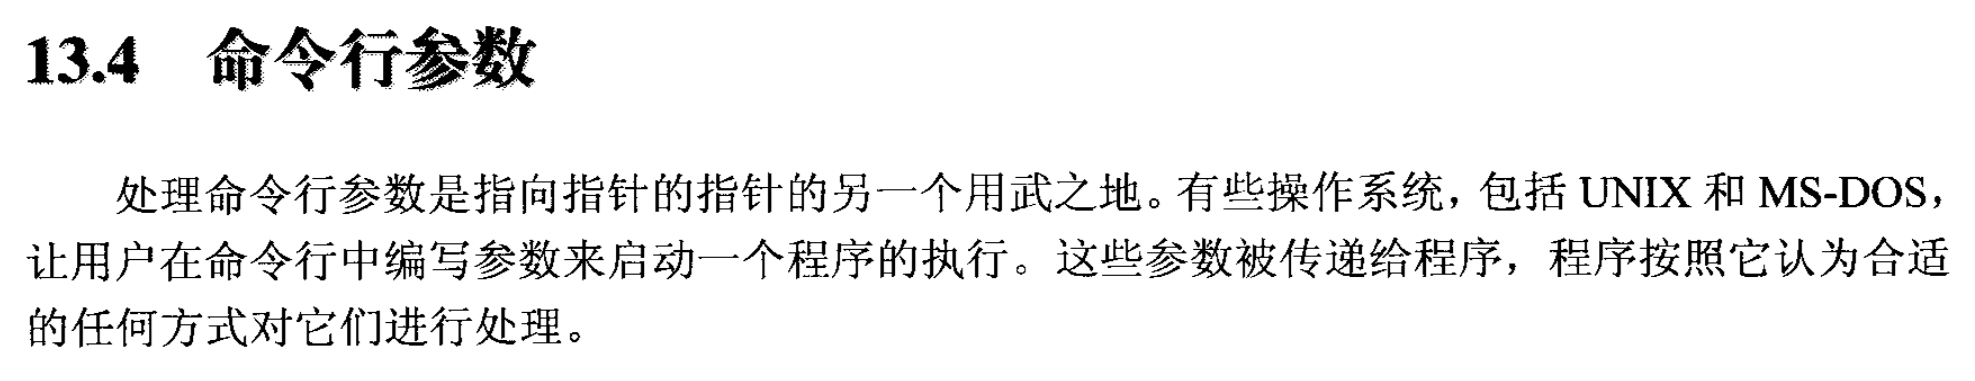 13.4 命令行参数
处理命令行参数是指向指针的指针的另一个用武之地。有些操作系统，包括 UNIX 和 MS-DOS，
让用户在命令行中编写参数来启动一个程序的执行。这些参数被传递给程序，程序按照它认为合适
的任何方式对它们进行处理。